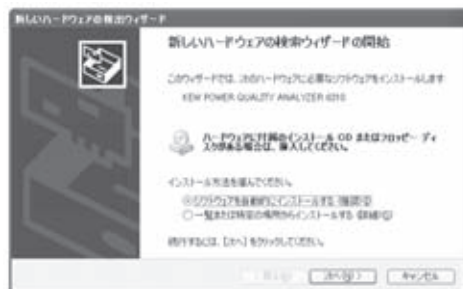 新しいハードウェアの検出ウィザード
新しいハードウェアの検索ウィザードの開始
このウィザードでは、次のハードウェアに必要なソフトウェアをインストールします:
KEW POWER QUALITY ANALYZER 6310
ハードウェアに付属のインストール CD またはフロッピー ディ
スクがある場合は、挿入してください。
インストール方法を選んでください。
ソフトウェアを自動的にインストールする (推奨)(I)
一覧または特定の場所からインストールする (詳細)(S)
続行するには、[次へ] をクリックしてください。
< 戻る(B)
次へ(N) >
キャンセル